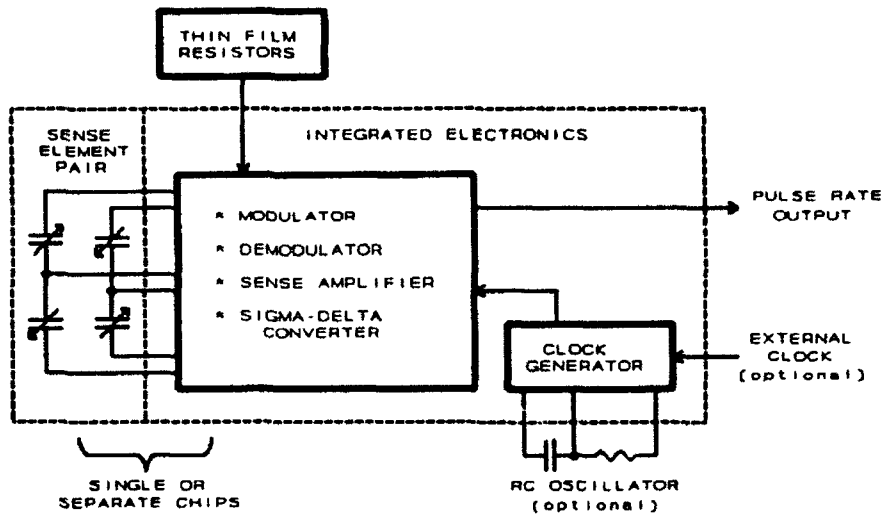 THIN FILM
RESISTORS
SENSE
ELEMENT
PAIR
INTEGRATED ELECTRONICS
* MODULATOR
* DEMODULATOR
* SENSE AMPLIFIER
* SIGMA-DELTA
CONVERTER
PULSE RATE
OUTPUT
CLOCK
GENERATOR
EXTERNAL
CLOCK
(optional)
SINGLE OR
SEPARATE CHIPS
RC OSCILLATOR
(optional)